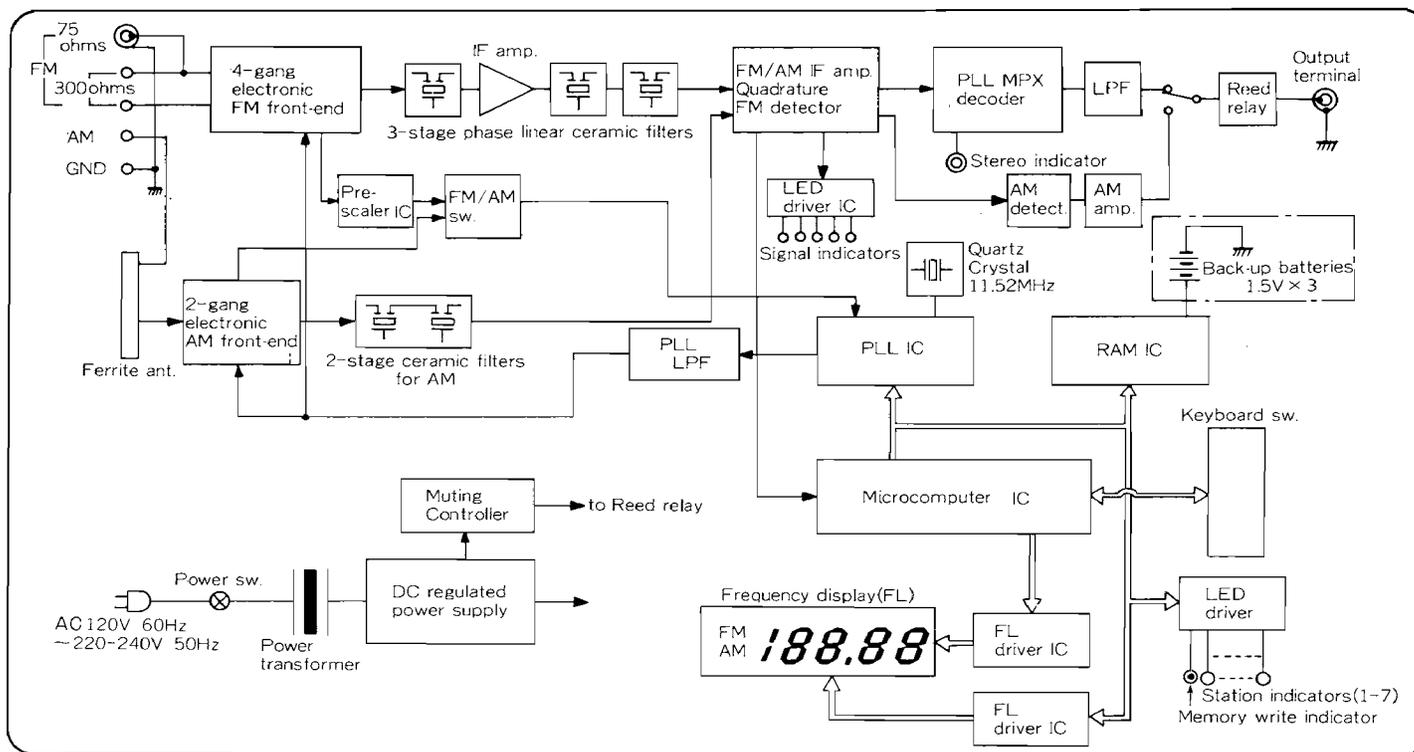 75
ohms
FM
300ohms
AM
GND
4-gang
electronic
FM front-end
IF amp.
3-stage phase linear ceramic filters
FM/AM IF amp.
Quadrature
FM detector
PLL MPX
decoder
LPF
Reed
relay
Output
terminal
Stereo indicator
Pre-
scaler IC
FM/AM
sw.
LED
driver IC
Signal indicators
AM
detect.
AM
amp.
Quartz
Crystal
11.52MHz
Back-up batteries
1.5V × 3
Ferrite ant.
2-gang
electronic
AM front-end
2-stage ceramic filters
for AM
PLL
LPF
PLL IC
RAM IC
Keyboard sw.
Microcomputer IC
Muting
Controller
to Reed relay
Power sw.
AC 120V 60Hz
~220-240V 50Hz
Power
transformer
DC regulated
power supply
Frequency display(FL)
FM
AM
188.88
FL
driver IC
FL
driver IC
LED
driver
Station indicators(1-7)
Memory write indicator